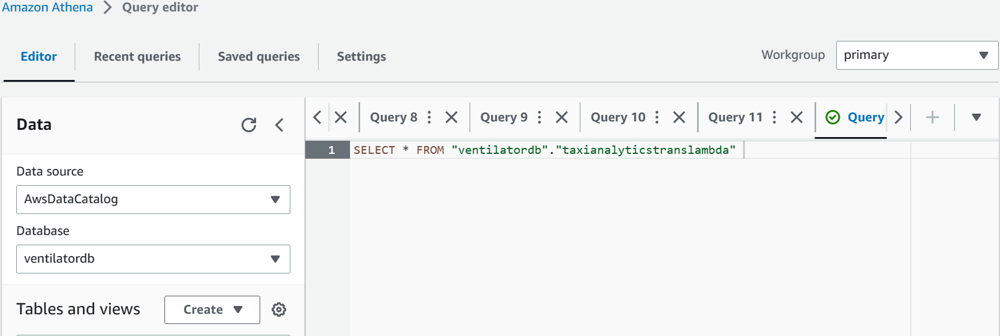 Amazon Athena > Query editor
Editor Recent queries Saved queries Settings Workgroup primary
Data
Query 8 Query 9 Query 10 Query 11 Query
1 SELECT * FROM "ventilatordb"."taxianalyticstranslambda"
Data source
AwsDataCatalog
Database
ventilatordb
Tables and views Create